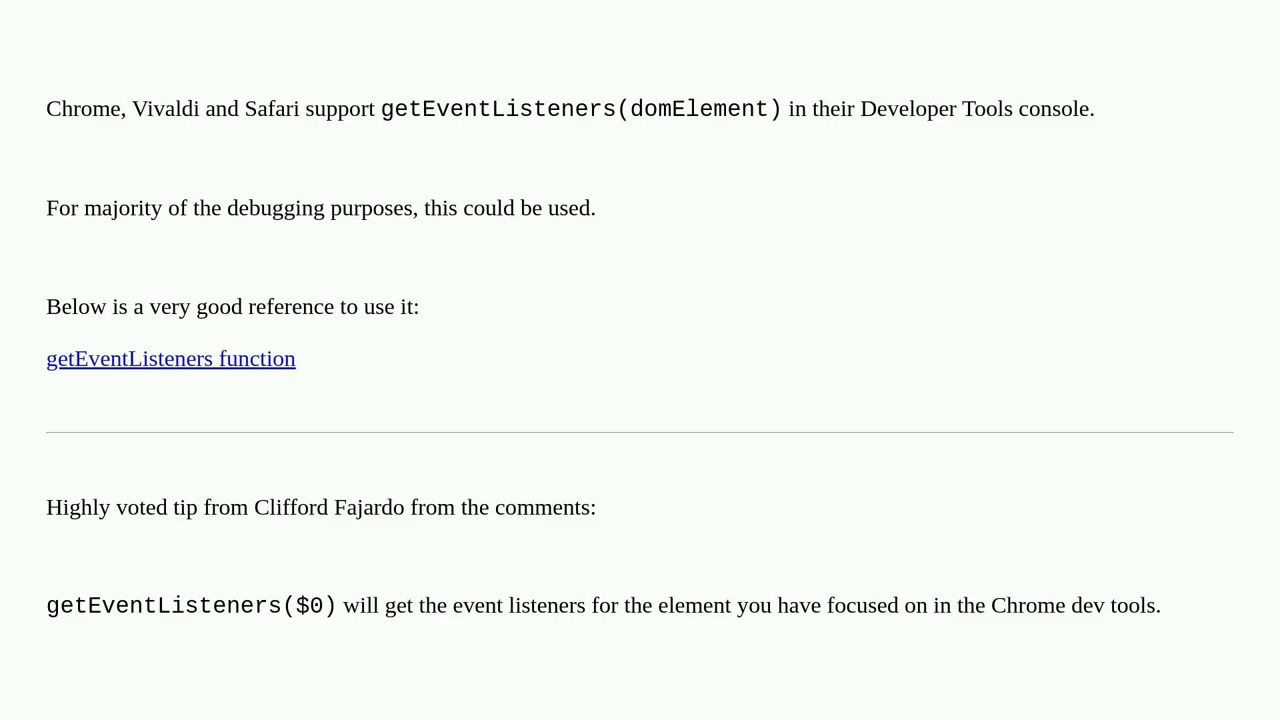 Chrome, Vivaldi and Safari support getEventListeners(domElement) in their Developer Tools console.
For majority of the debugging purposes, this could be used.
Below is a very good reference to use it:
getEventListeners function
Highly voted tip from Clifford Fajardo from the comments:
getEventListeners($0) will get the event listeners for the element you have focused on in the Chrome dev tools.